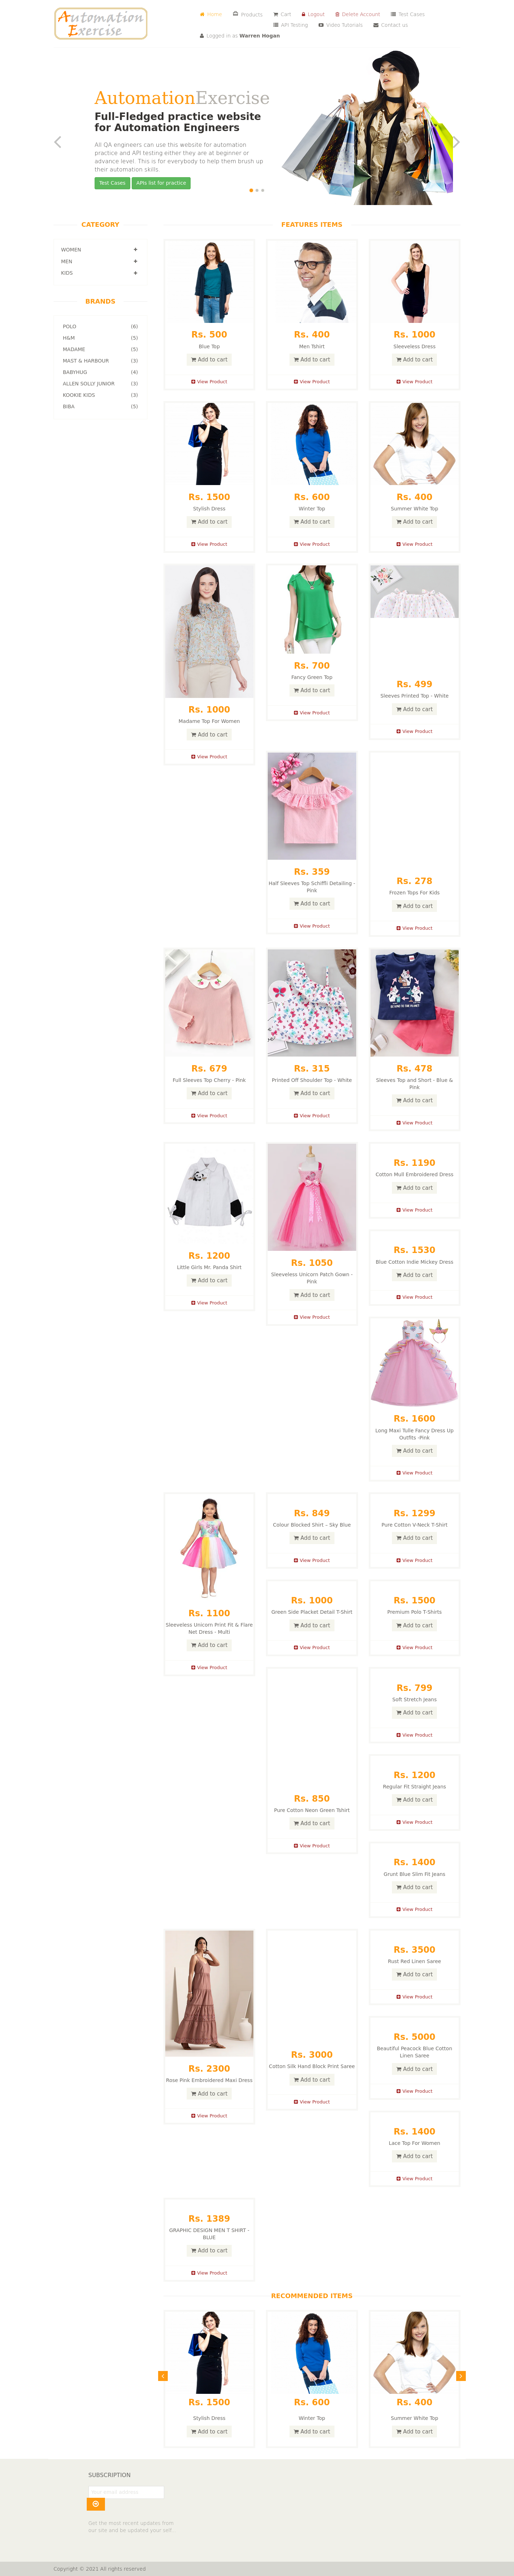 Automation
Exercise
Home
Products
Cart
Logout
Delete Account
Test Cases
API Testing
Video Tutorials
Contact us
Logged in as Warren Hogan
AutomationExercise
Full-Fledged practice website
for Automation Engineers
All QA engineers can use this website for automation
practice and API testing either they are at beginner or
advance level. This is for everybody to help them brush up
their automation skills.
Test Cases
APIs list for practice
CATEGORY
WOMEN
MEN
KIDS
BRANDS
POLO (6)
H&M (5)
MADAME (5)
MAST & HARBOUR (3)
BABYHUG (4)
ALLEN SOLLY JUNIOR (3)
KOOKIE KIDS (3)
BIBA (5)
FEATURES ITEMS
Rs. 500
Blue Top
Add to cart
View Product
Rs. 400
Men Tshirt
Add to cart
View Product
Rs. 1000
Sleeveless Dress
Add to cart
View Product
Rs. 1500
Stylish Dress
Add to cart
View Product
Rs. 600
Winter Top
Add to cart
View Product
Rs. 400
Summer White Top
Add to cart
View Product
Rs. 1000
Madame Top For Women
Add to cart
View Product
Rs. 700
Fancy Green Top
Add to cart
View Product
Rs. 499
Sleeves Printed Top - White
Add to cart
View Product
Rs. 359
Half Sleeves Top Schiffli Detailing -
Pink
Add to cart
View Product
Rs. 278
Frozen Tops For Kids
Add to cart
View Product
Rs. 679
Full Sleeves Top Cherry - Pink
Add to cart
View Product
Rs. 315
Printed Off Shoulder Top - White
Add to cart
View Product
Rs. 478
Sleeves Top and Short - Blue &
Pink
Add to cart
View Product
Rs. 1200
Little Girls Mr. Panda Shirt
Add to cart
View Product
Rs. 1050
Sleeveless Unicorn Patch Gown -
Pink
Add to cart
View Product
Rs. 1190
Cotton Mull Embroidered Dress
Add to cart
View Product
Rs. 1530
Blue Cotton Indie Mickey Dress
Add to cart
View Product
Rs. 1600
Long Maxi Tulle Fancy Dress Up
Outfits -Pink
Add to cart
View Product
Rs. 1100
Sleeveless Unicorn Print Fit & Flare
Net Dress - Multi
Add to cart
View Product
Rs. 849
Colour Blocked Shirt – Sky Blue
Add to cart
View Product
Rs. 1299
Pure Cotton V-Neck T-Shirt
Add to cart
View Product
Rs. 1000
Green Side Placket Detail T-Shirt
Add to cart
View Product
Rs. 1500
Premium Polo T-Shirts
Add to cart
View Product
Rs. 850
Pure Cotton Neon Green Tshirt
Add to cart
View Product
Rs. 799
Soft Stretch Jeans
Add to cart
View Product
Rs. 1200
Regular Fit Straight Jeans
Add to cart
View Product
Rs. 1400
Grunt Blue Slim Fit Jeans
Add to cart
View Product
Rs. 2300
Rose Pink Embroidered Maxi Dress
Add to cart
View Product
Rs. 3000
Cotton Silk Hand Block Print Saree
Add to cart
View Product
Rs. 3500
Rust Red Linen Saree
Add to cart
View Product
Rs. 5000
Beautiful Peacock Blue Cotton
Linen Saree
Add to cart
View Product
Rs. 1400
Lace Top For Women
Add to cart
View Product
Rs. 1389
GRAPHIC DESIGN MEN T SHIRT -
BLUE
Add to cart
View Product
RECOMMENDED ITEMS
Rs. 1500
Stylish Dress
Add to cart
Rs. 600
Winter Top
Add to cart
Rs. 400
Summer White Top
Add to cart
SUBSCRIPTION
Your email address
Get the most recent updates from
our site and be updated your self...
Copyright © 2021 All rights reserved